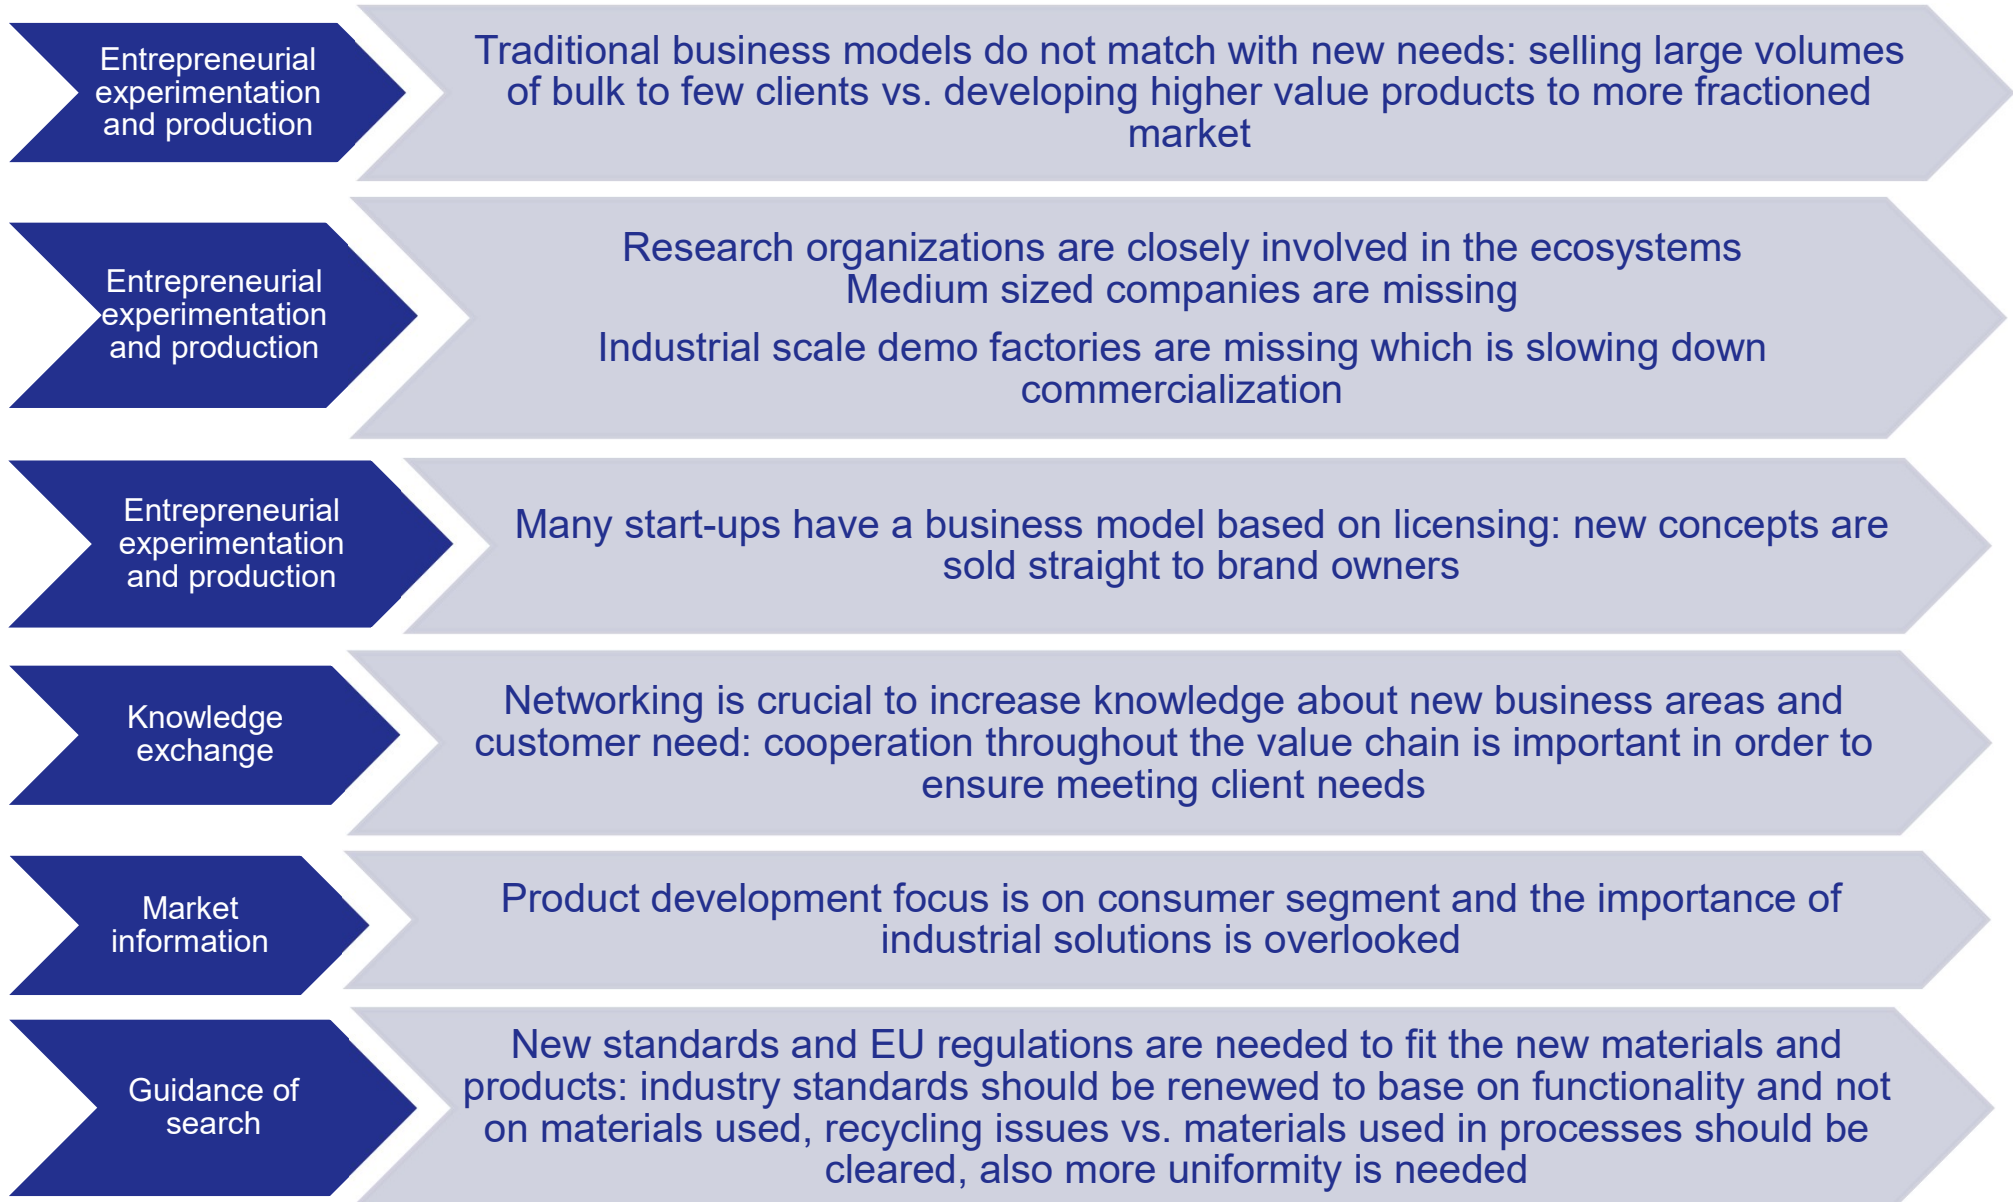 Entrepreneurial
experimentation
and production
Traditional business models do not match with new needs: selling large volumes
of bulk to few clients vs. developing higher value products to more fractioned
market
Entrepreneurial
experimentation
and production
Research organizations are closely involved in the ecosystems
Medium sized companies are missing
Industrial scale demo factories are missing which is slowing down
commercialization
Entrepreneurial
experimentation
and production
Many start-ups have a business model based on licensing: new concepts are
sold straight to brand owners
Knowledge
exchange
Networking is crucial to increase knowledge about new business areas and
customer need: cooperation throughout the value chain is important in order to
ensure meeting client needs
Market
information
Product development focus is on consumer segment and the importance of
industrial solutions is overlooked
Guidance of
search
New standards and EU regulations are needed to fit the new materials and
products: industry standards should be renewed to base on functionality and not
on materials used, recycling issues vs. materials used in processes should be
cleared, also more uniformity is needed